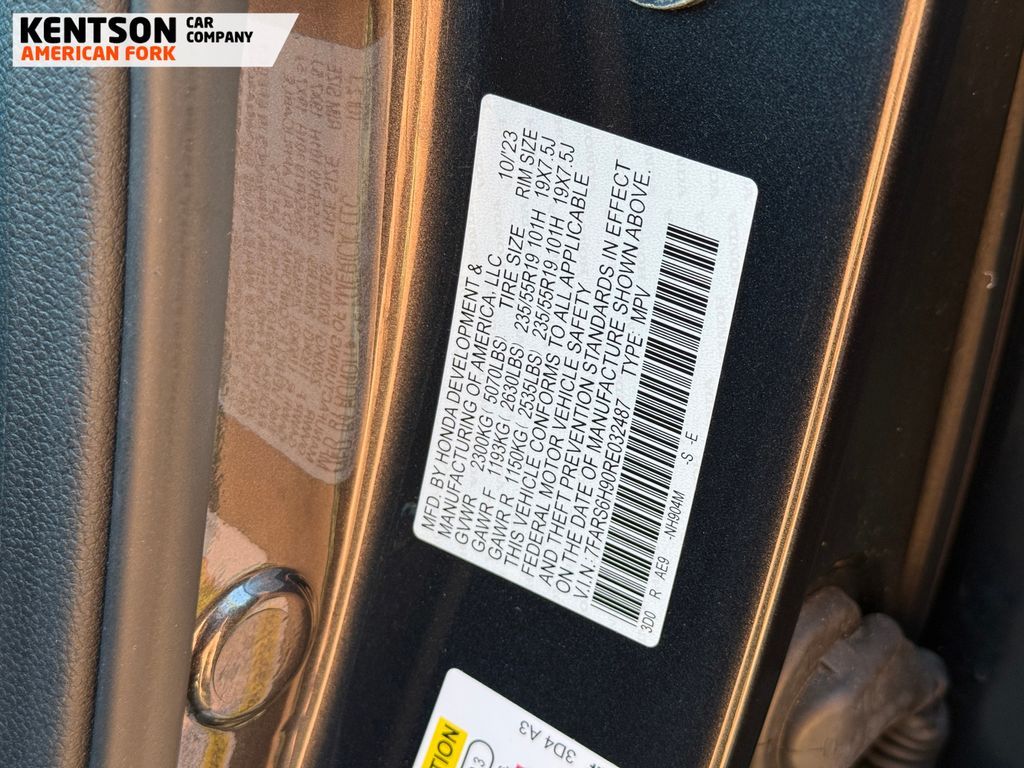 KENTSON CAR COMPANY
AMERICAN FORK
MFD. BY HONDA DEVELOPMENT & 10/23
MANUFACTURING OF AMERICA, LLC
GVWR 2300KG( 5070LBS) TIRE SIZE RIM SIZE
GAWR F 1193KG( 2630LBS) 235/55R19 101H 19X7.5J
GAWR R 1150KG( 2535LBS) 235/55R19 101H 19X7.5J
THIS VEHICLE CONFORMS TO ALL APPLICABLE
FEDERAL MOTOR VEHICLE SAFETY
AND THEFT PREVENTION STANDARDS IN EFFECT
ON THE DATE OF MANUFACTURE SHOWN ABOVE.
V.I.N.:7FARS6H90RE032487 TYPE: MPV
3D0 R AE9 -NH904M -S -E
3D4 A3